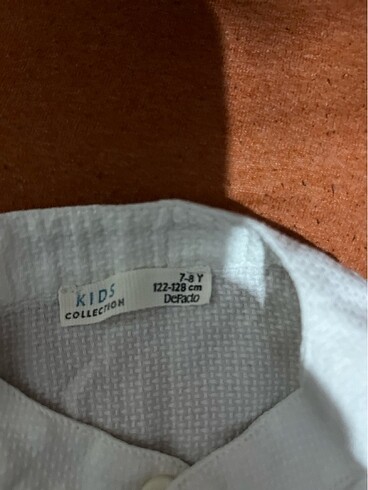 KIDS
COLLECTION
7-8 Y
122-128 cm
DeFacto